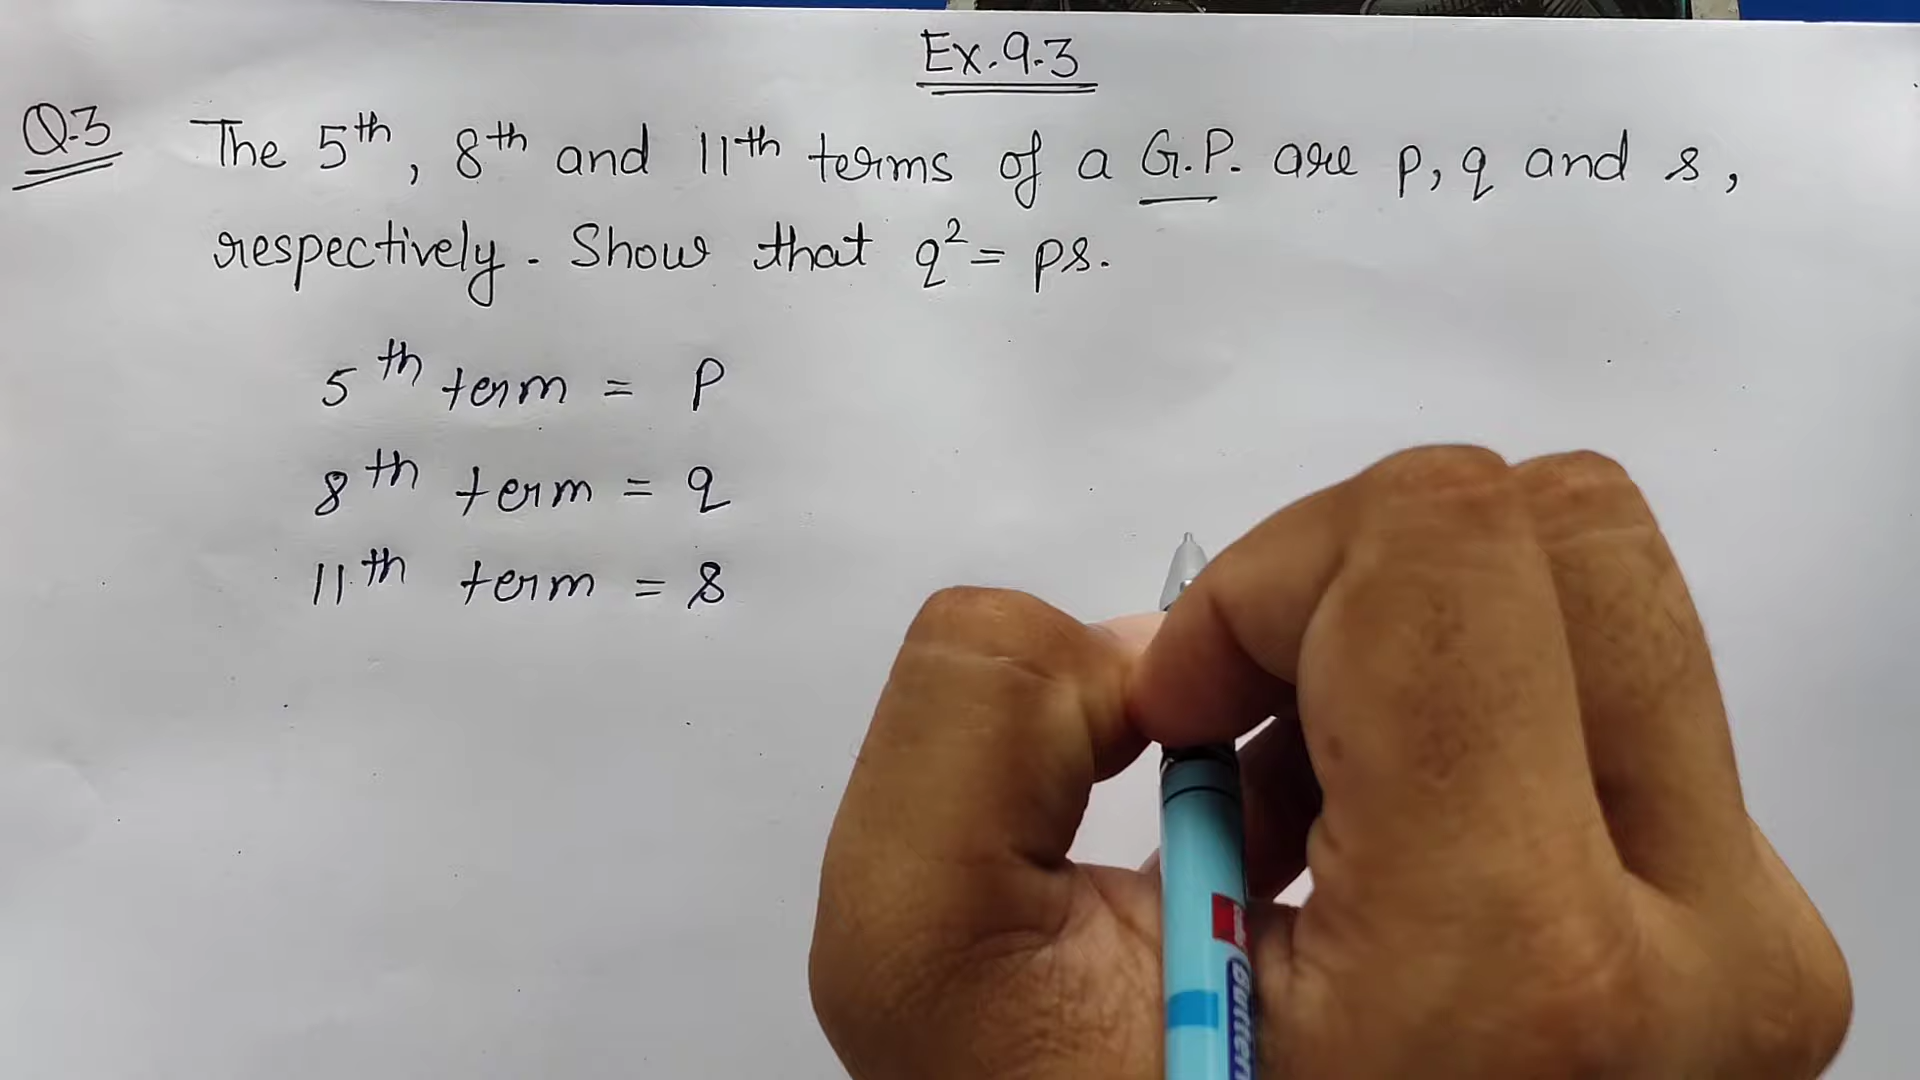 Ex.9.3
Q.3 The 5th, 8th and 11th terms of a G.P. are p, q and s,
respectively. Show that q² = ps.
5th term = P
8th term = q
11th term = s